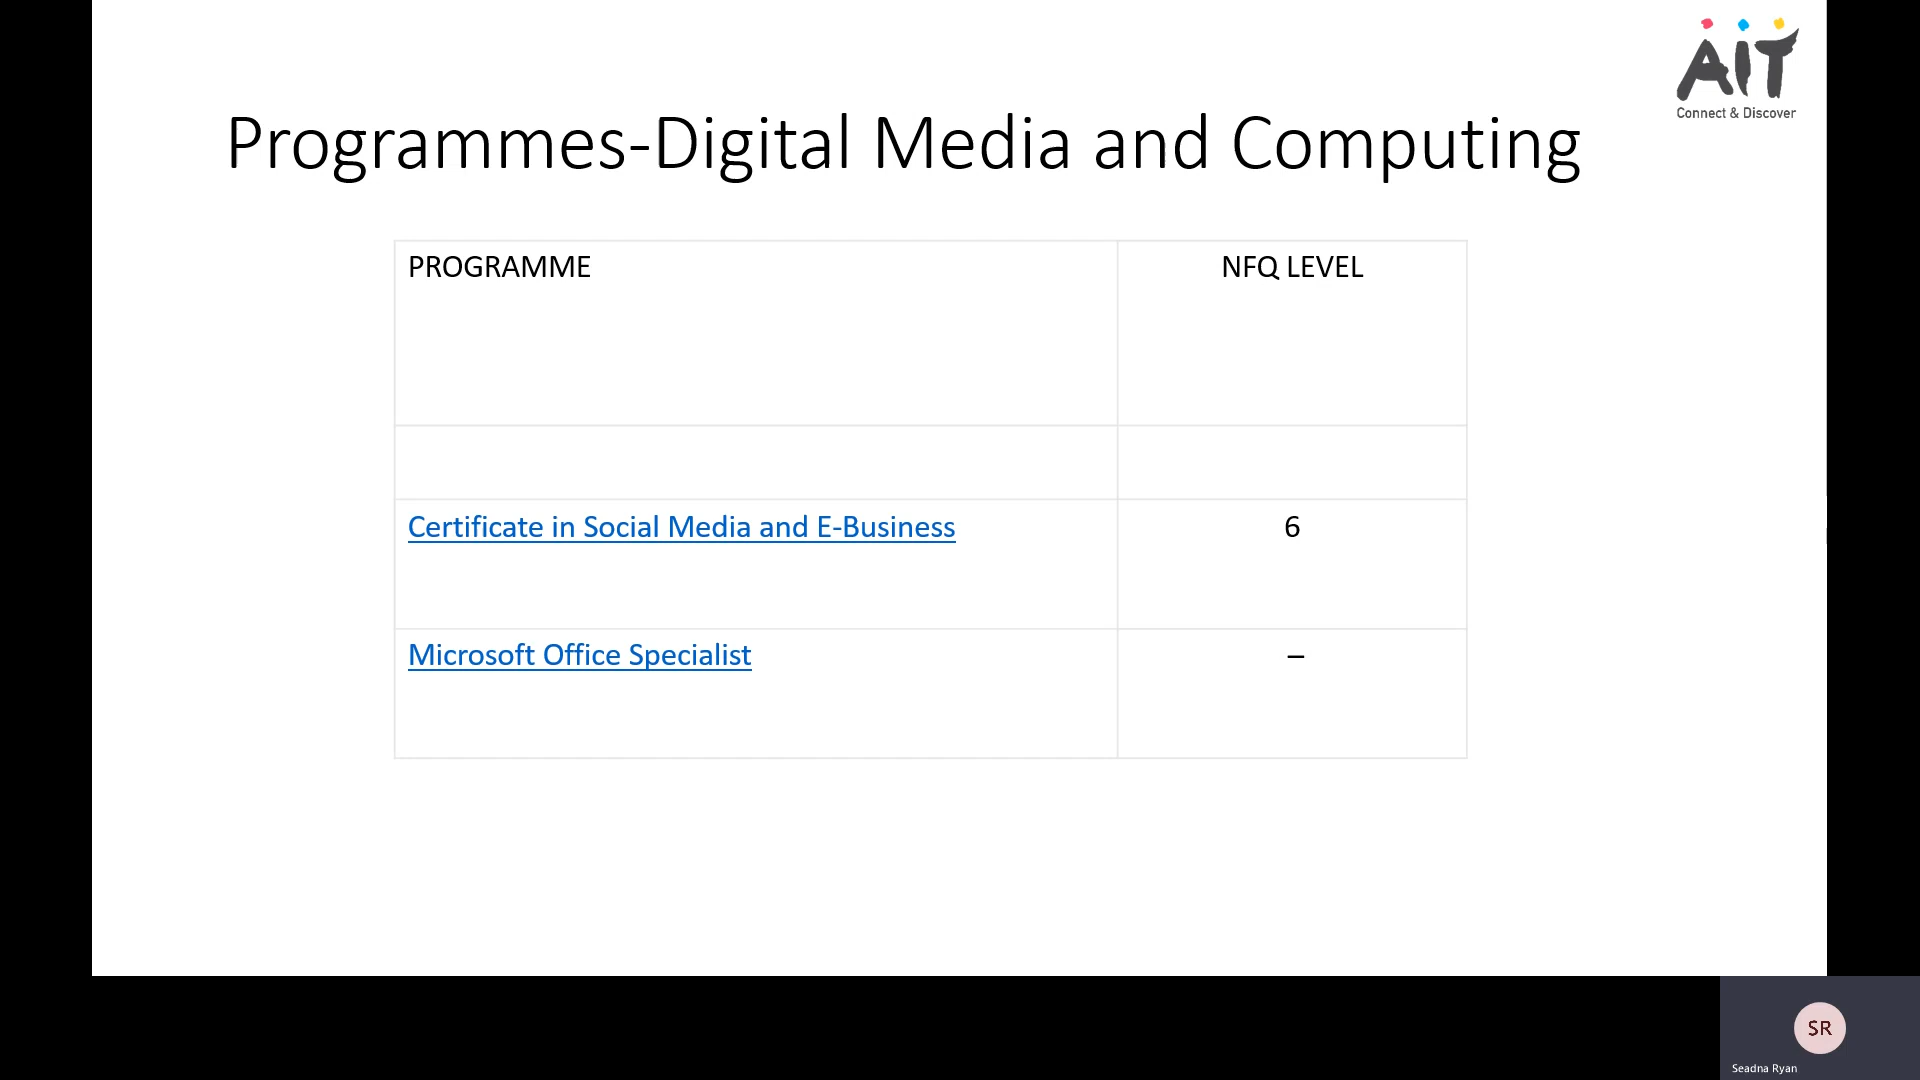 AIT
Connect & Discover
Programmes-Digital Media and Computing
PROGRAMME NFQ LEVEL
Certificate in Social Media and E-Business 6
Microsoft Office Specialist –
SR
Seadna Ryan